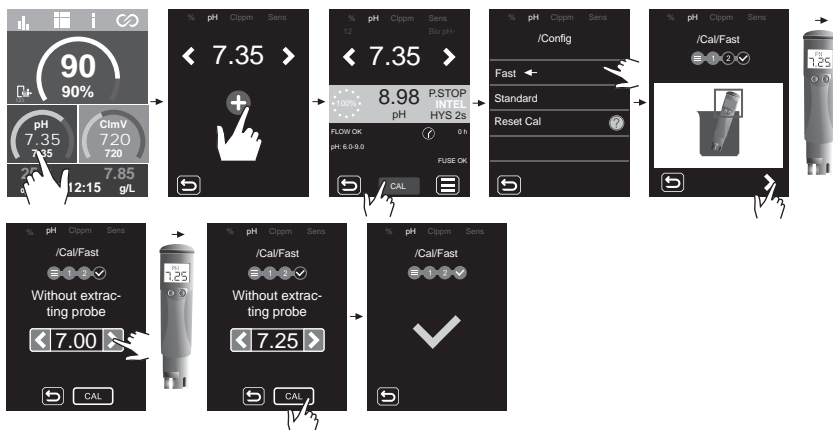 90
90%
123
pH
7.35
7.35
ClmV
720
720
25
7.85
12:15
g/L
% pH Clppm Sens
7.35
% pH Clppm Sens
12
Bio pH-
7.35
100%
8.98
pH
P.STOP
INTEL
HYS 2s
FLOW OK
0 h
pH: 6.0-9.0
FUSE OK
CAL
% pH Clppm Sens
/Config
Fast
Standard
Reset Cal
?
% pH Clppm Sens
/Cal/Fast
1 2
PH
7.25
% pH Clppm Sens
/Cal/Fast
1 2
Without extrac-
ting probe
7.00
CAL
PH
7.25
% pH Clppm Sens
/Cal/Fast
1 2
Without extrac-
ting probe
7.25
CAL
% pH Clppm Sens
/Cal/Fast
1 2